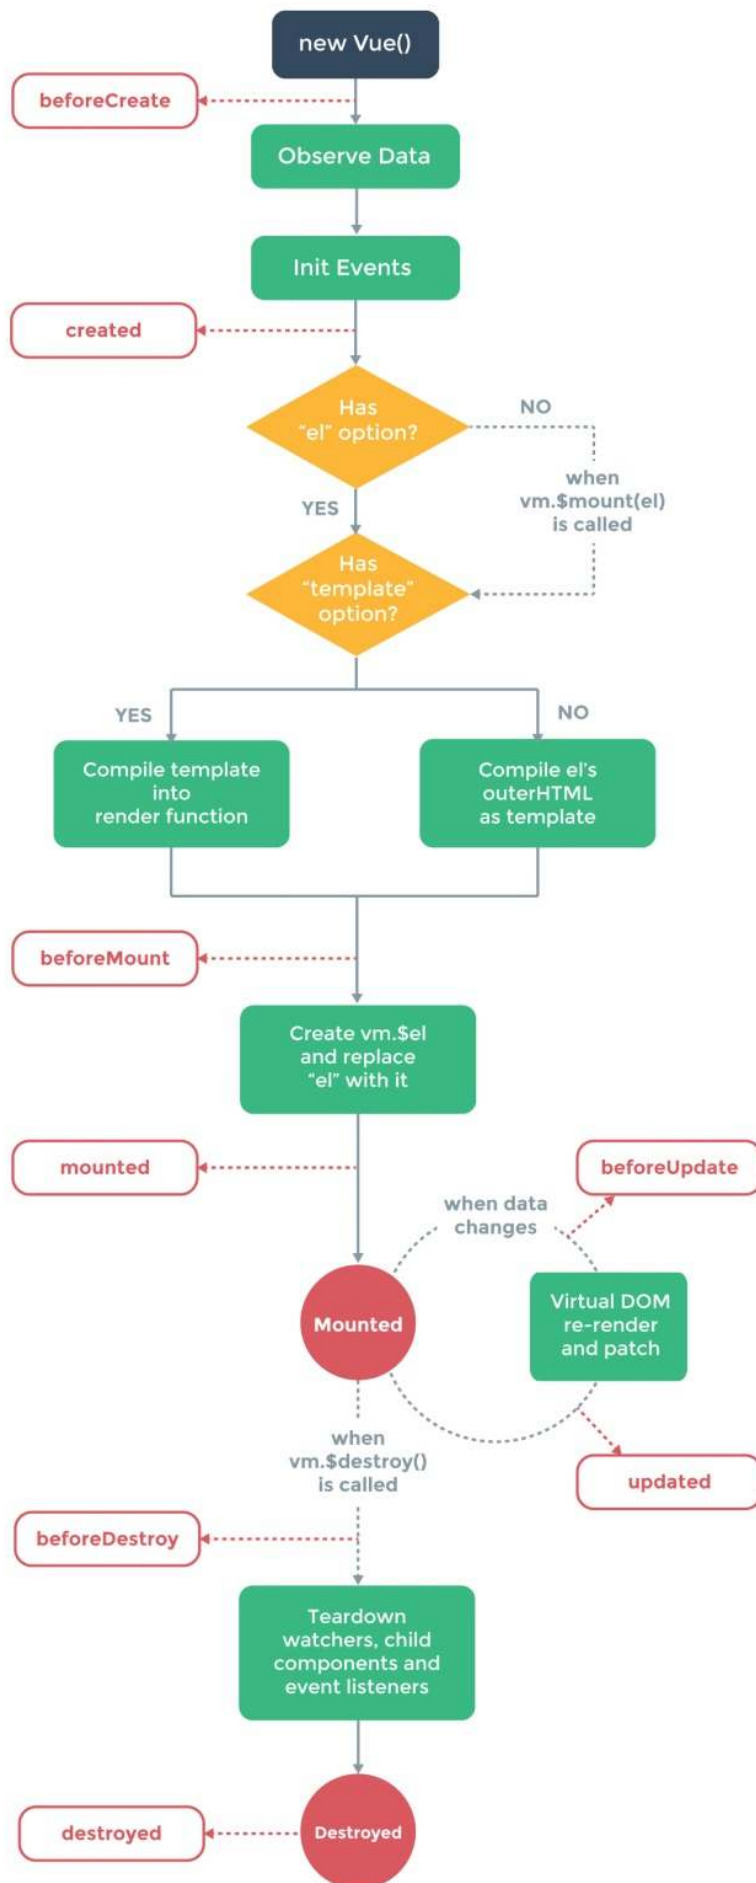 new Vue()
beforeCreate
Observe Data
Init Events
created
Has
“el” option?
NO
when
vm.$mount(el)
is called
YES
Has
“template”
option?
YES
NO
Compile template
into
render function
Compile el’s
outerHTML
as template
beforeMount
Create vm.$el
and replace
“el” with it
mounted
beforeUpdate
when data
changes
Mounted
Virtual DOM
re-render
and patch
when
vm.$destroy()
is called
updated
beforeDestroy
Teardown
watchers, child
components and
event listeners
destroyed
Destroyed